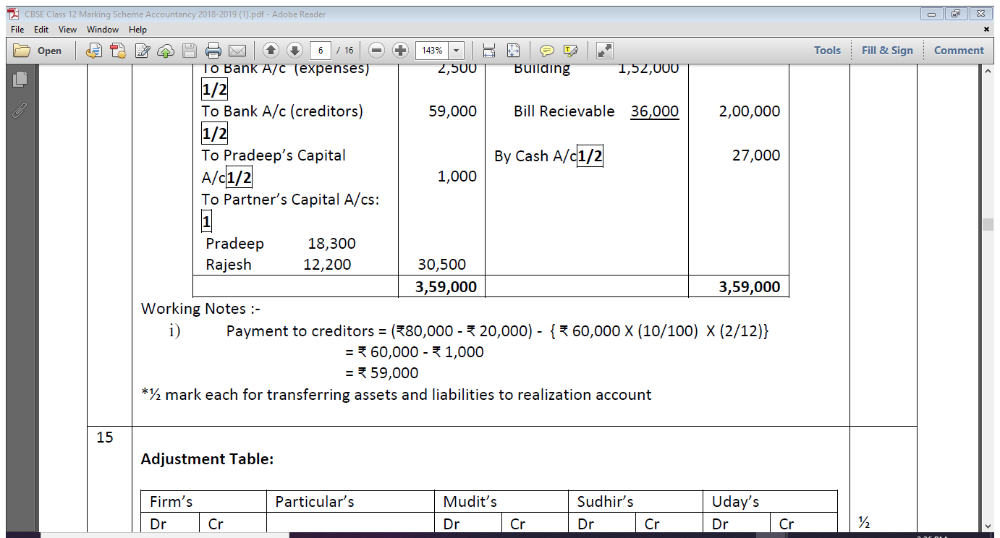 CBSE Class 12 Marking Scheme Accountancy 2018-2019 (1).pdf - Adobe Reader
File Edit View Window Help
Open 6 / 16 143% Tools Fill & Sign Comment
To Bank A/c (expenses) 2,500 Building 1,52,000
1/2
To Bank A/c (creditors) 59,000 Bill Recievable 36,000 2,00,000
1/2
To Pradeep's Capital By Cash A/c1/2 27,000
A/c1/2 1,000
To Partner's Capital A/cs:
1
Pradeep 18,300
Rajesh 12,200 30,500
3,59,000 3,59,000
Working Notes :-
i) Payment to creditors = (₹80,000 - ₹ 20,000) - { ₹ 60,000 X (10/100) X (2/12)}
= ₹ 60,000 - ₹ 1,000
= ₹ 59,000
*½ mark each for transferring assets and liabilities to realization account
15
Adjustment Table:
Firm's Particular's Mudit's Sudhir's Uday's
Dr Cr Dr Cr Dr Cr Dr Cr ½